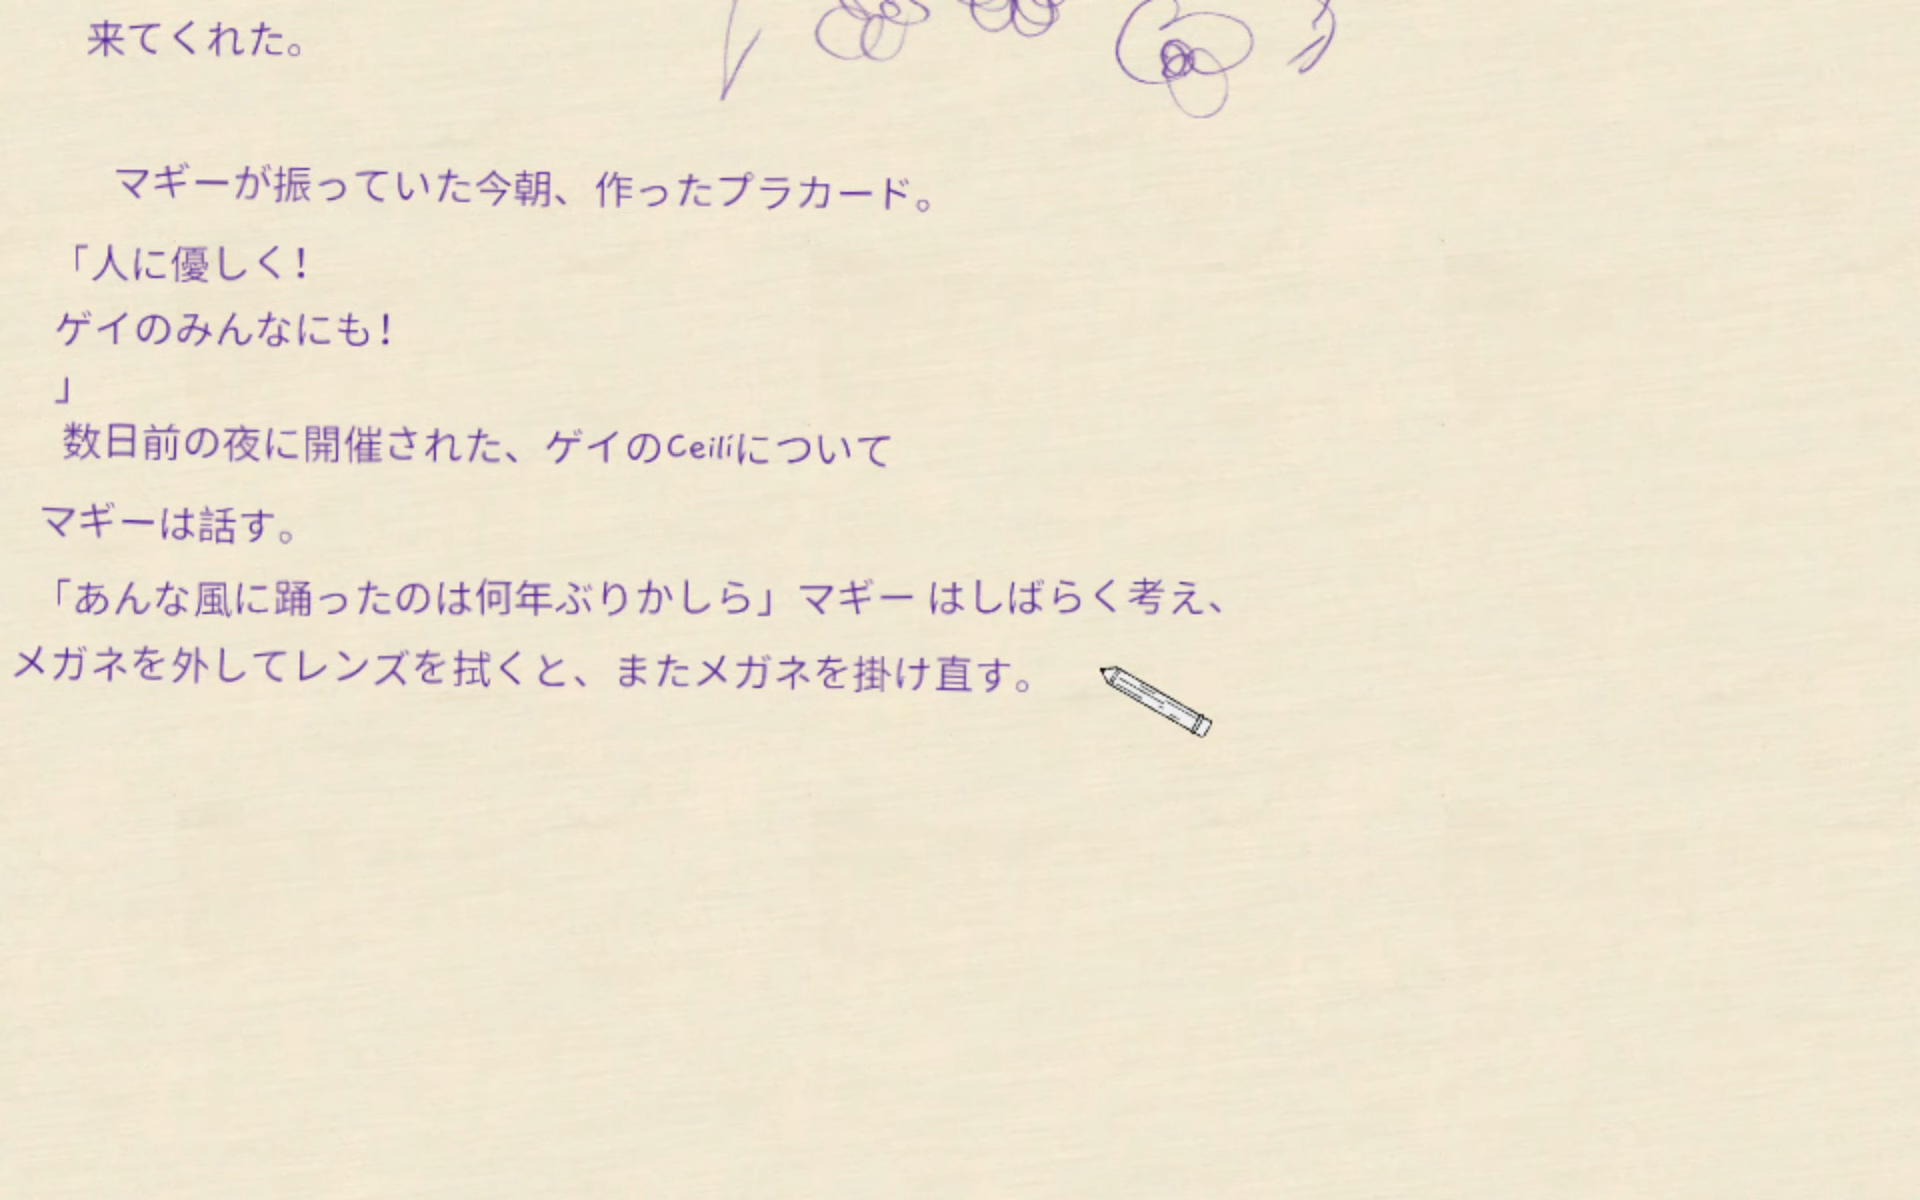 来てくれた。
マギーが振っていた今朝、作ったプラカード。
「人に優しく！
ゲイのみんなにも！
」
数日前の夜に開催された、ゲイのCeilíについて
マギーは話す。
「あんな風に踊ったのは何年ぶりかしら」マギー はしばらく考え、
メガネを外してレンズを拭くと、またメガネを掛け直す。